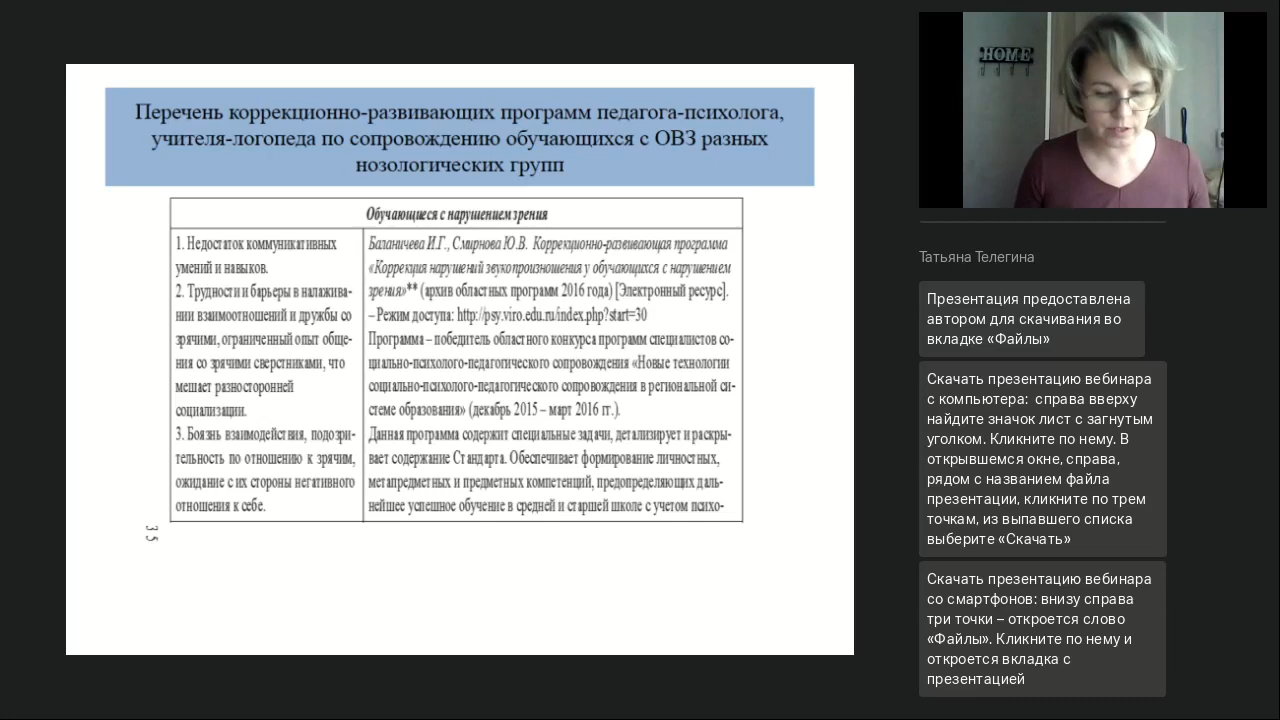 Перечень коррекционно-развивающих программ педагога-психолога,
учителя-логопеда по сопровождению обучающихся с ОВЗ разных
нозологических групп
Обучающиеся с нарушением зрения
1. Недостаток коммуникативных
умений и навыков.
2. Трудности и барьеры в налажива-
нии взаимоотношений и дружбы со
зрячими, ограниченный опыт обще-
ния со зрячими сверстниками, что
мешает разносторонней
социализации.
3. Боязнь взаимодействия, подозри-
тельность по отношению к зрячим,
ожидание с их стороны негативного
отношения к себе.
Баланичева И.Г., Смирнова Ю.В. Коррекционно-развивающая программа
«Коррекция нарушений звукопроизношения у обучающихся с нарушением
зрения»** (архив областных программ 2016 года) [Электронный ресурс].
– Режим доступа: http://psy.viro.edu.ru/index.php?start=30
Программа – победитель областного конкурса программ специалистов со-
циально-психолого-педагогического сопровождения «Новые технологии
социально-психолого-педагогического сопровождения в региональной си-
стеме образования» (декабрь 2015 – март 2016 гг.).
Данная программа содержит специальные задачи, детализирует и раскры-
вает содержание Стандарта. Обеспечивает формирование личностных,
метапредметных и предметных компетенций, предопределяющих даль-
нейшее успешное обучение в средней и старшей школе с учетом психо-
35
HOME
Татьяна Телегина
Презентация предоставлена
автором для скачивания во
вкладке «Файлы»
Скачать презентацию вебинара
с компьютера: справа вверху
найдите значок лист с загнутым
уголком. Кликните по нему. В
открывшемся окне, справа,
рядом с названием файла
презентации, кликните по трем
точкам, из выпавшего списка
выберите «Скачать»
Скачать презентацию вебинара
со смартфонов: внизу справа
три точки – откроется слово
«Файлы». Кликните по нему и
откроется вкладка с
презентацией